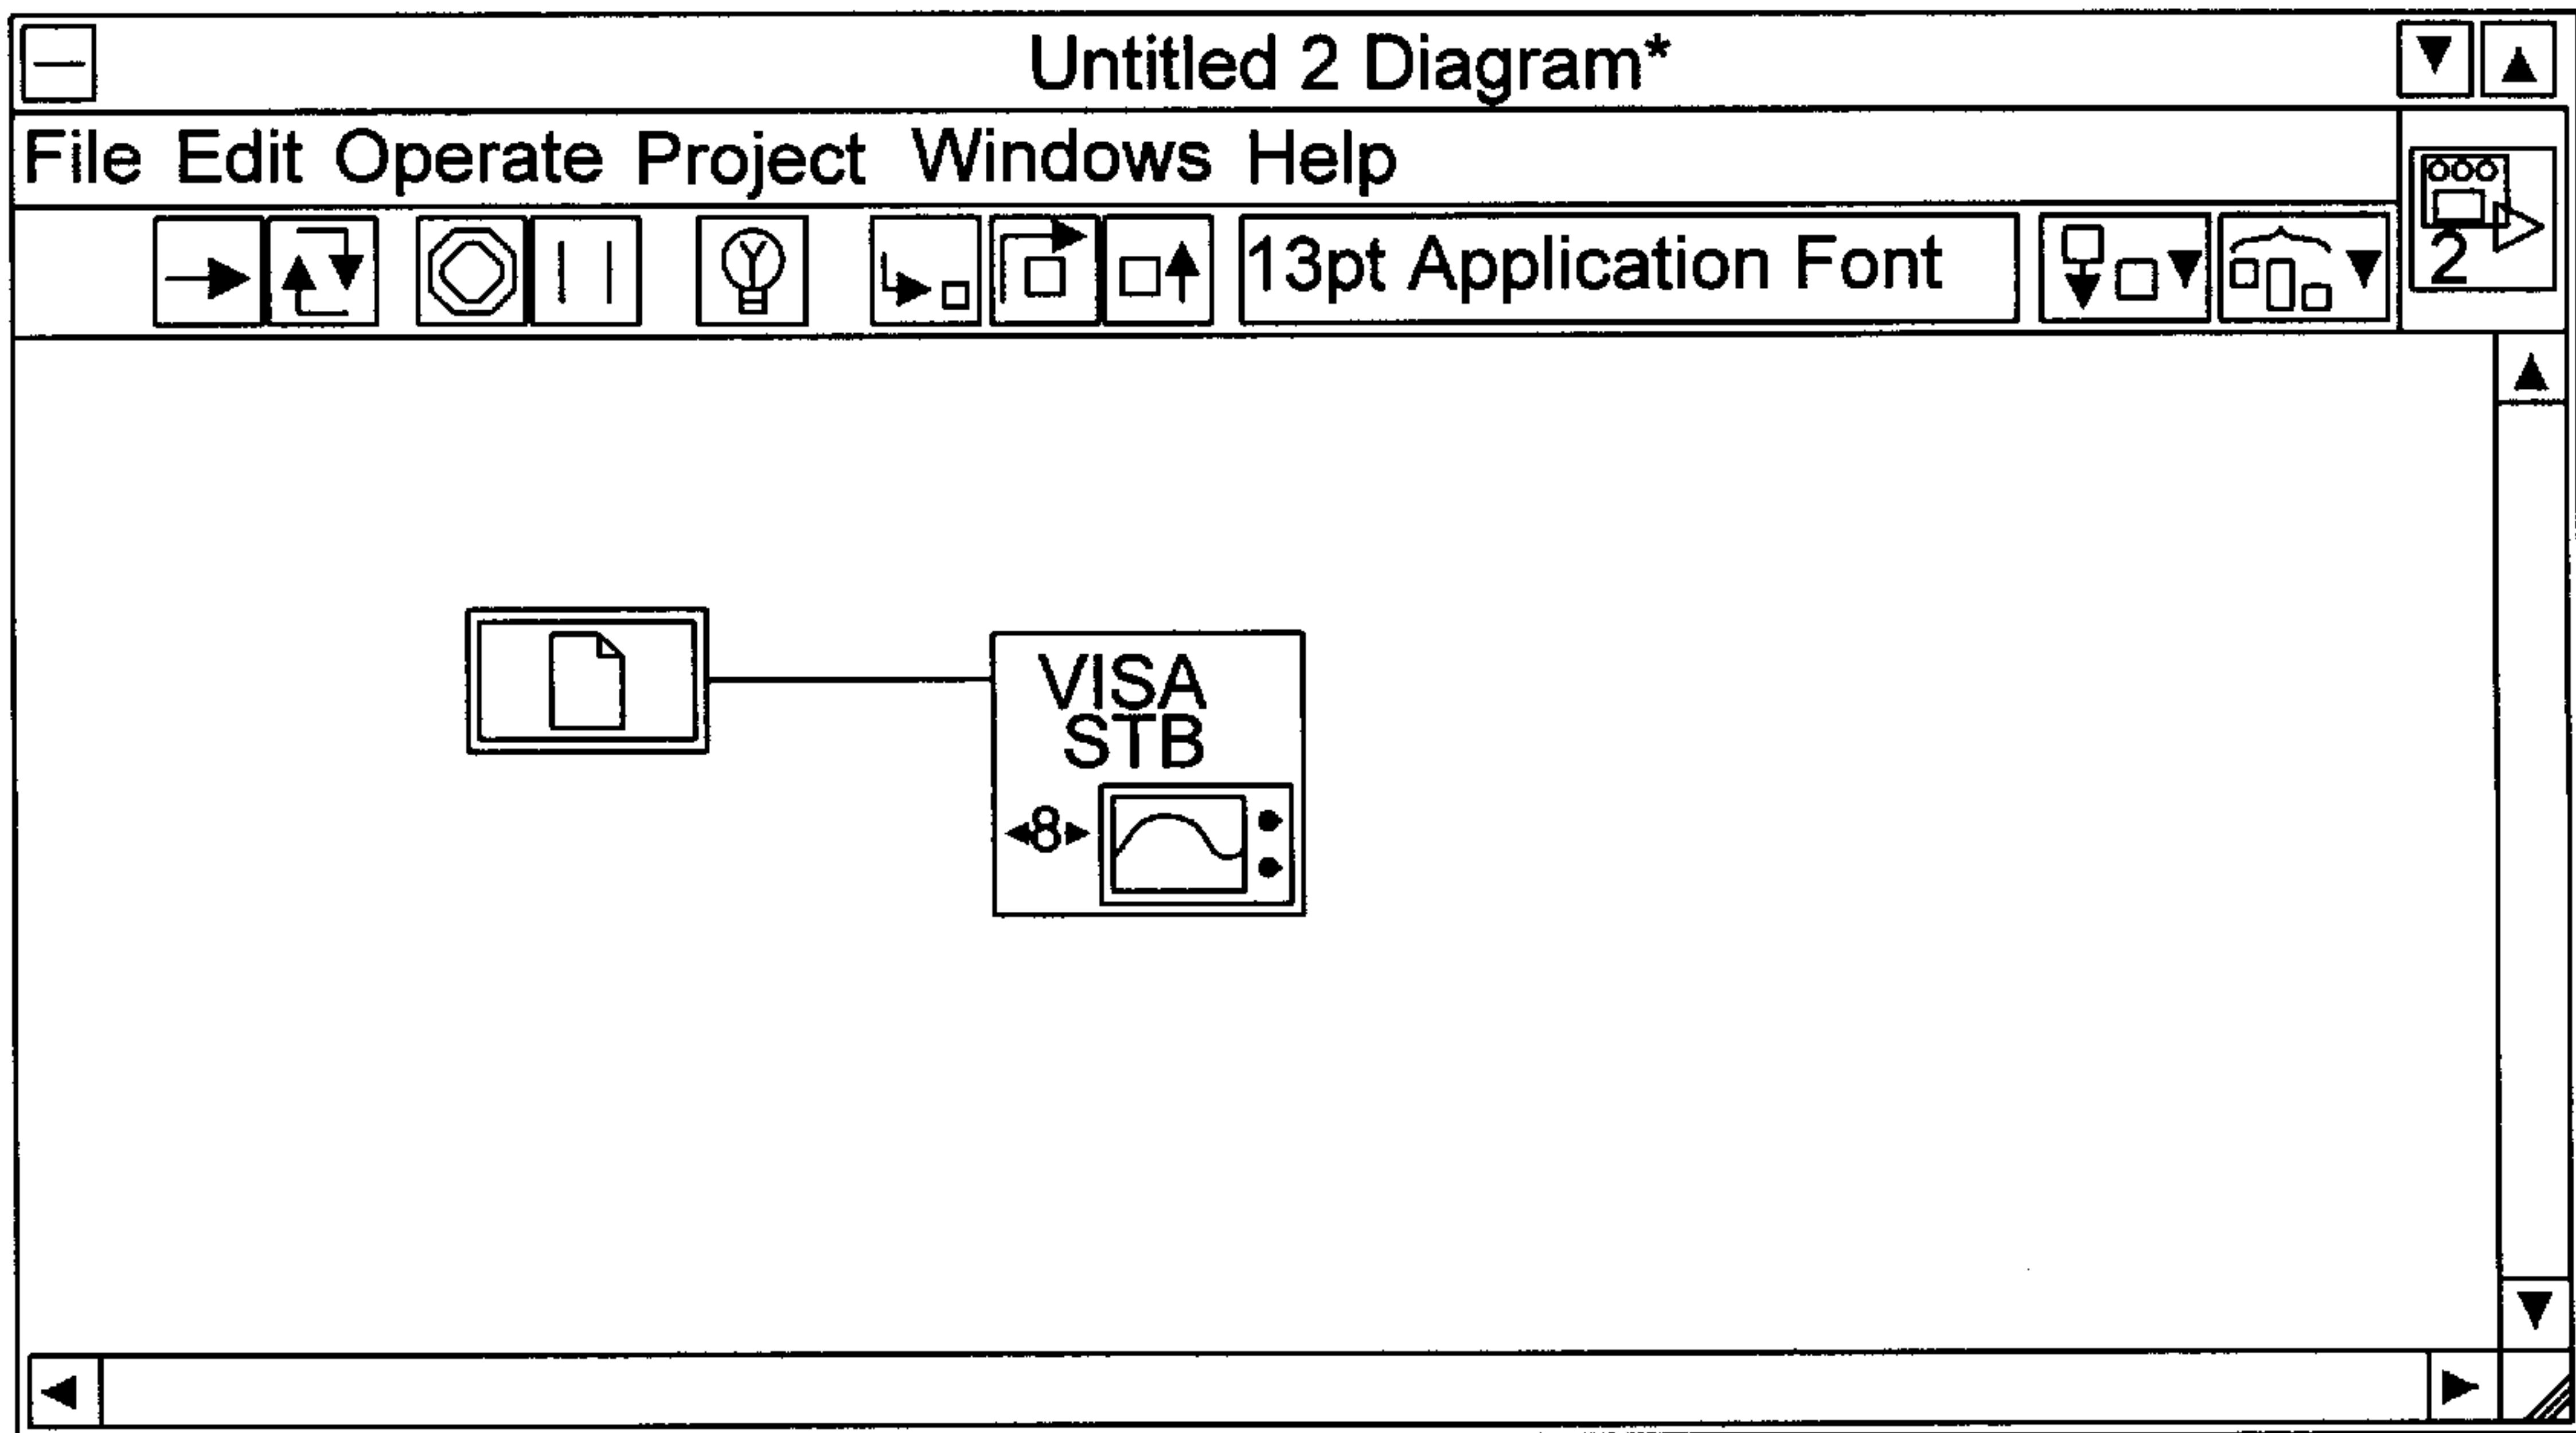 Untitled 2 Diagram*
File Edit Operate Project Windows Help
13pt Application Font
2
VISA
STB
8